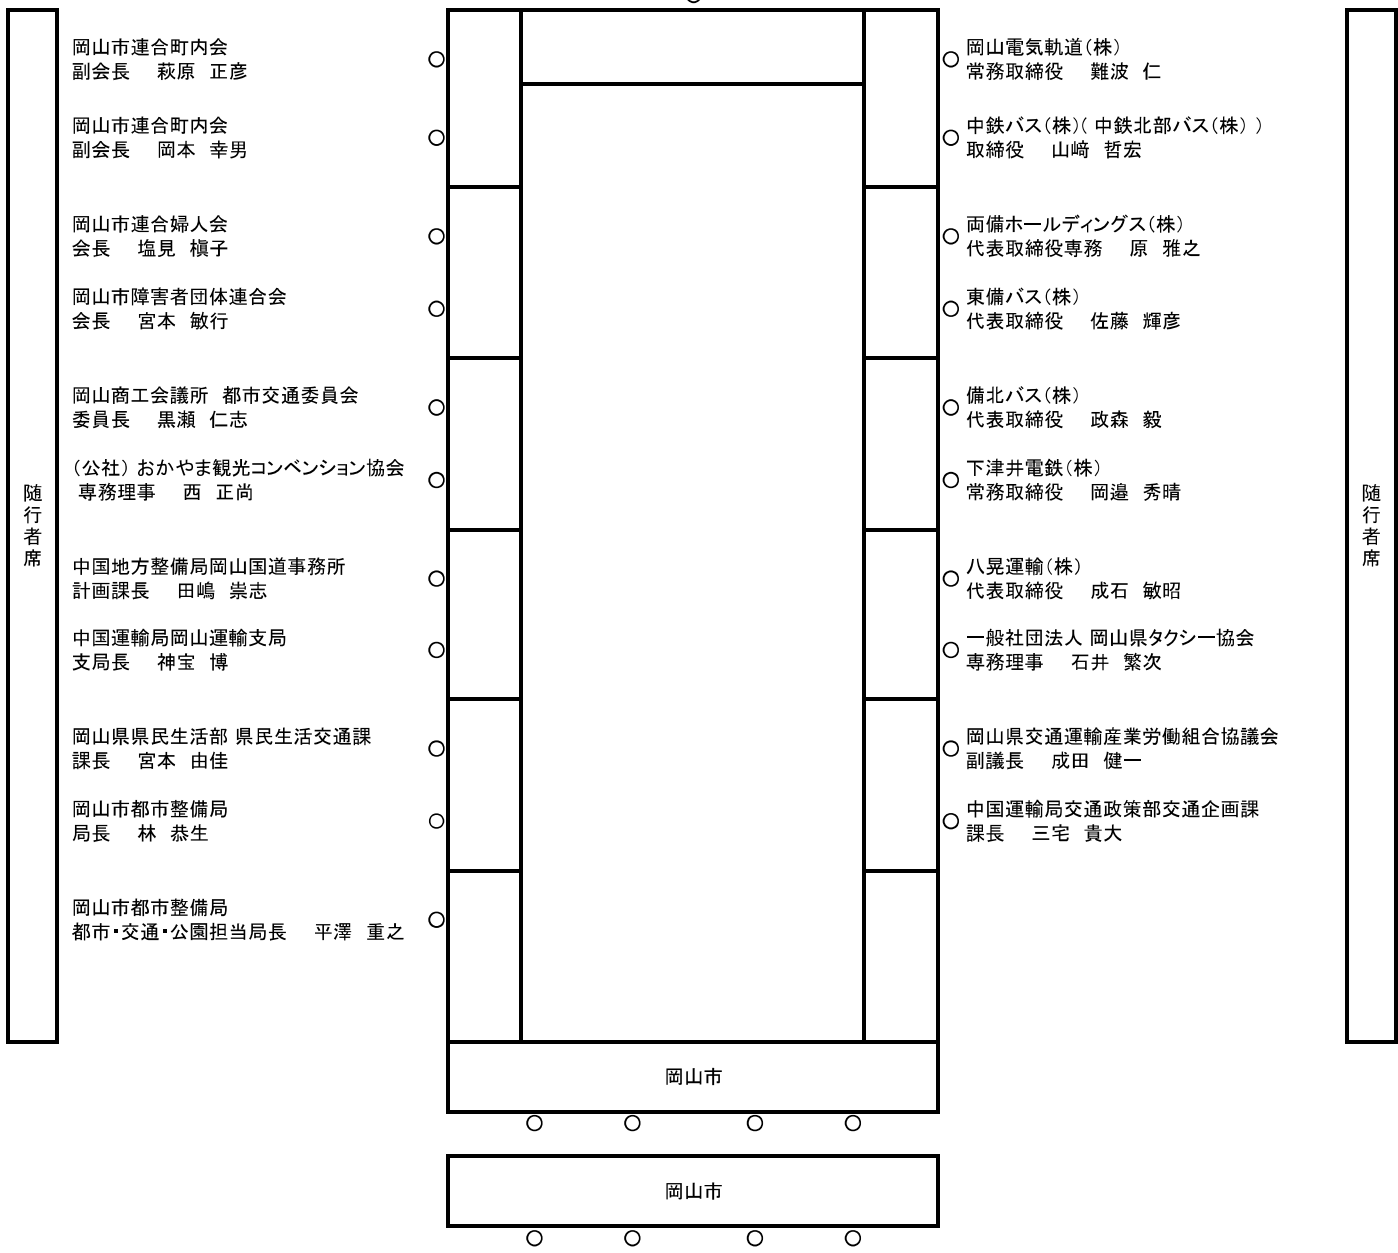 岡山市連合町内会
副会長 萩原 正彦
岡山市連合町内会
副会長 岡本 幸男
岡山市連合婦人会
会長 塩見 槇子
岡山市障害者団体連合会
会長 宮本 敏行
岡山商工会議所 都市交通委員会
委員長 黒瀬 仁志
(公社) おかやま観光コンベンション協会
専務理事 西 正尚
中国地方整備局岡山国道事務所
計画課長 田嶋 崇志
中国運輸局岡山運輸支局
支局長 神宝 博
岡山県県民生活部 県民生活交通課
課長 宮本 由佳
岡山市都市整備局
局長 林 恭生
岡山市都市整備局
都市・交通・公園担当局長 平澤 重之
岡山電気軌道(株)
常務取締役 難波 仁
中鉄バス(株)( 中鉄北部バス(株) )
取締役 山﨑 哲宏
両備ホールディングス(株)
代表取締役専務 原 雅之
東備バス(株)
代表取締役 佐藤 輝彦
備北バス(株)
代表取締役 政森 毅
下津井電鉄(株)
常務取締役 岡邉 秀晴
八晃運輸(株)
代表取締役 成石 敏昭
一般社団法人 岡山県タクシー協会
専務理事 石井 繁次
岡山県交通運輸産業労働組合協議会
副議長 成田 健一
中国運輸局交通政策部交通企画課
課長 三宅 貴大
随行者席
随行者席
岡山市
岡山市